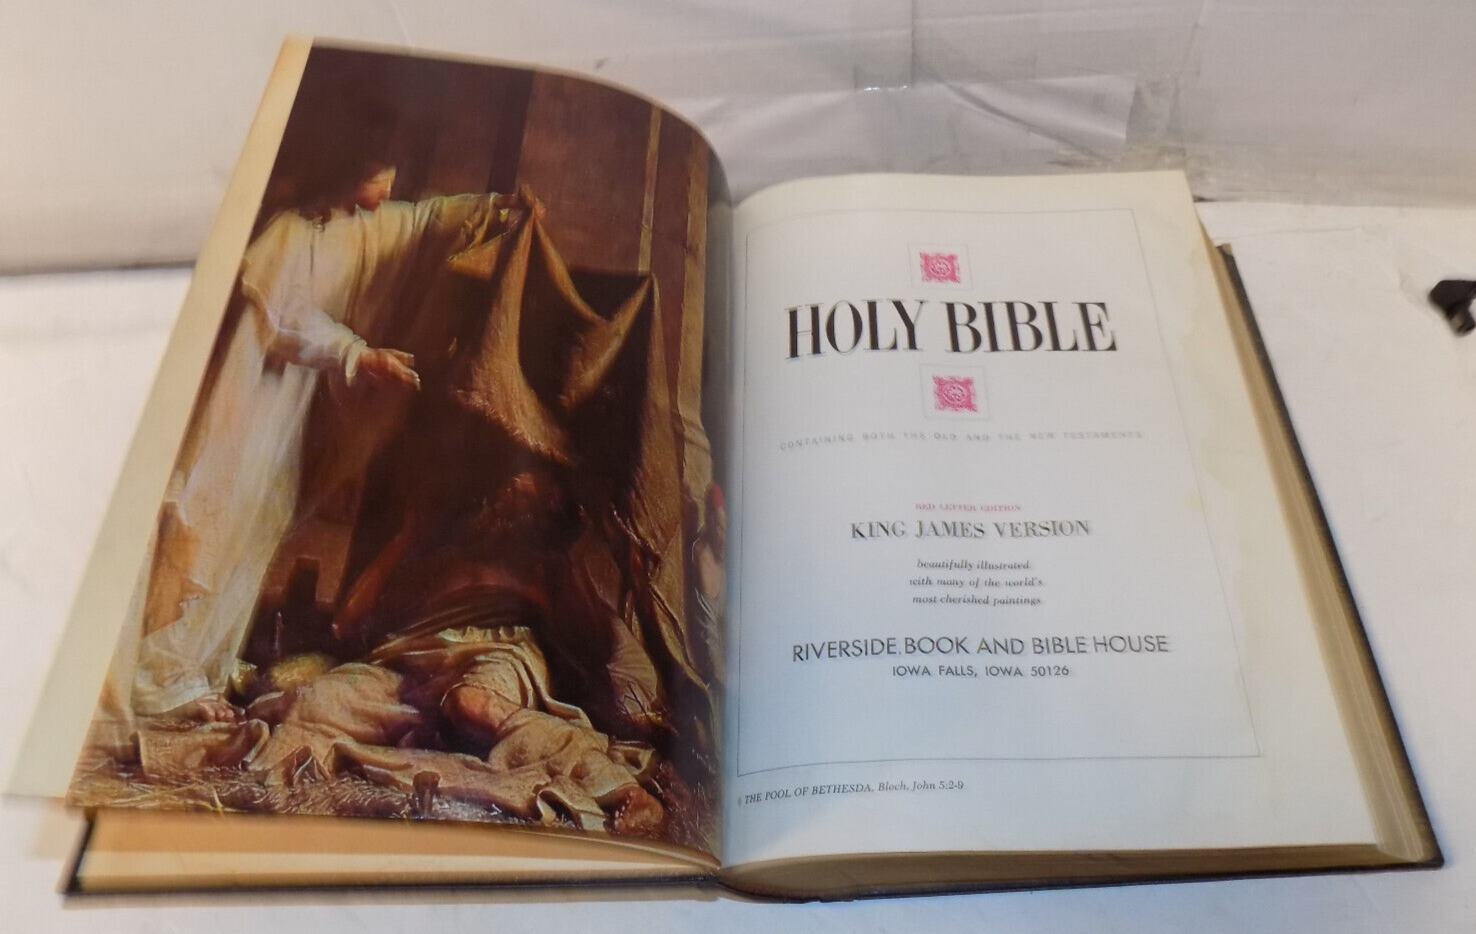 HOLY BIBLE
CONTAINING BOTH THE OLD AND THE NEW TESTAMENTS
RED LETTER EDITION
KING JAMES VERSION
beautifully illustrated
with many of the world's
most cherished paintings
RIVERSIDE BOOK AND BIBLE HOUSE
IOWA FALLS, IOWA 50126
THE POOL OF BETHESDA, Bloch, John 5:2-9